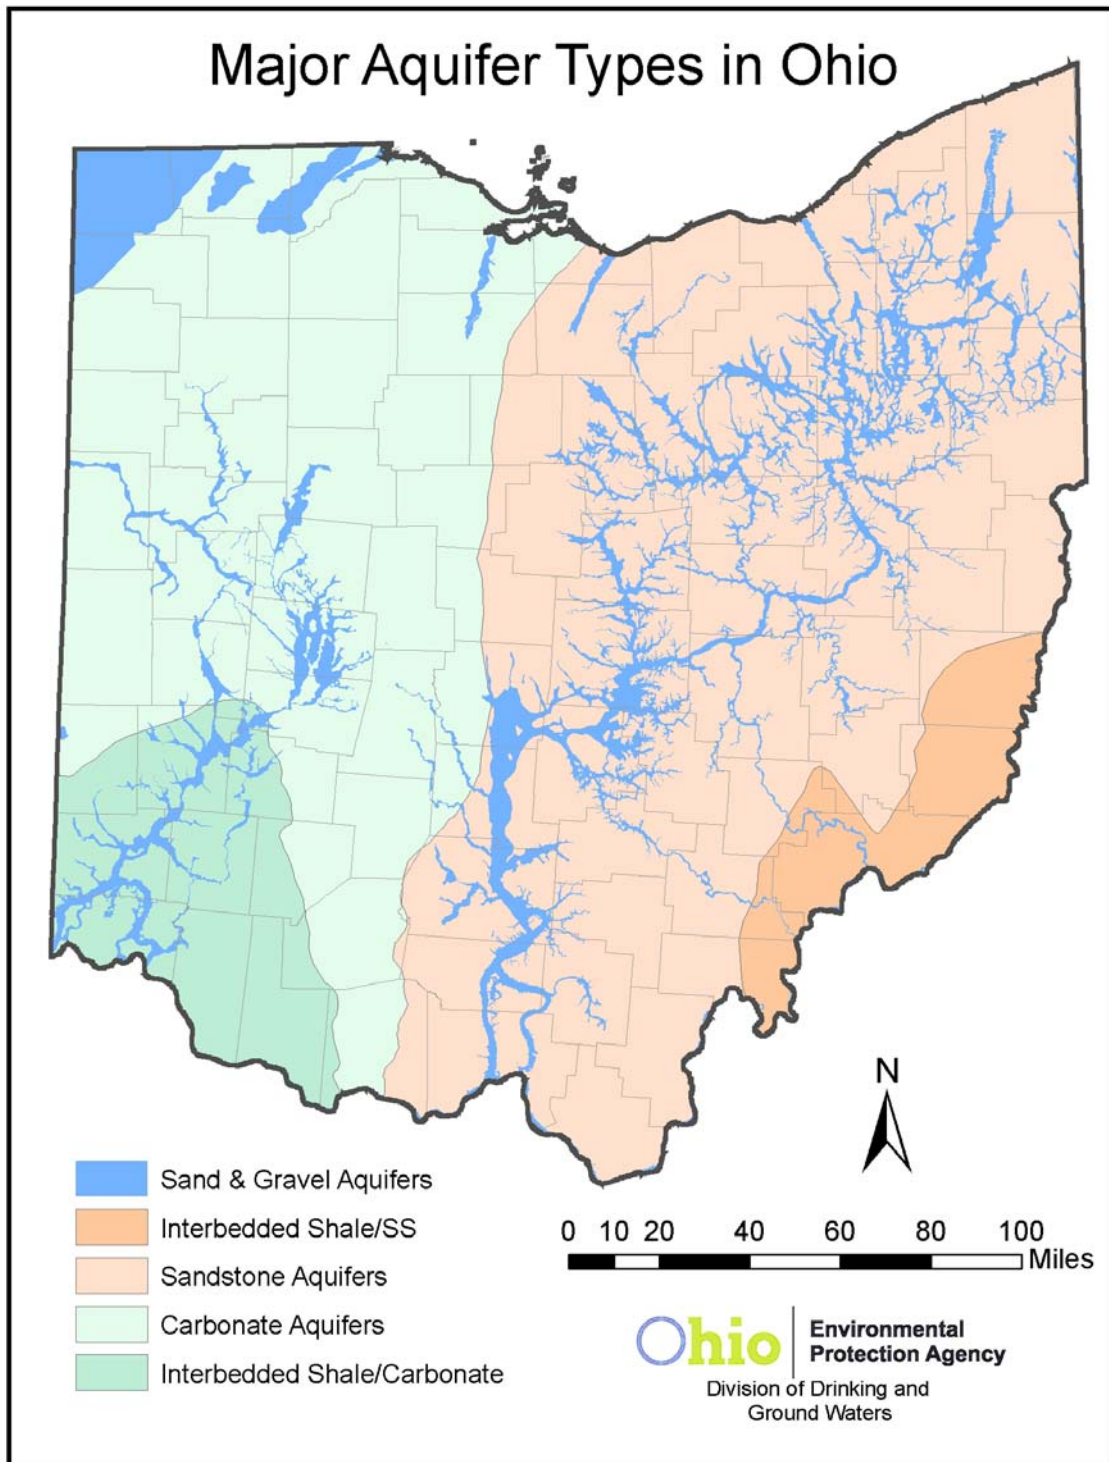 Major Aquifer Types in Ohio
N
Sand & Gravel Aquifers
Interbedded Shale/SS
Sandstone Aquifers
Carbonate Aquifers
Interbedded Shale/Carbonate
0 10 20 40 60 80 100
Miles
Ohio
Environmental
Protection Agency
Division of Drinking and
Ground Waters